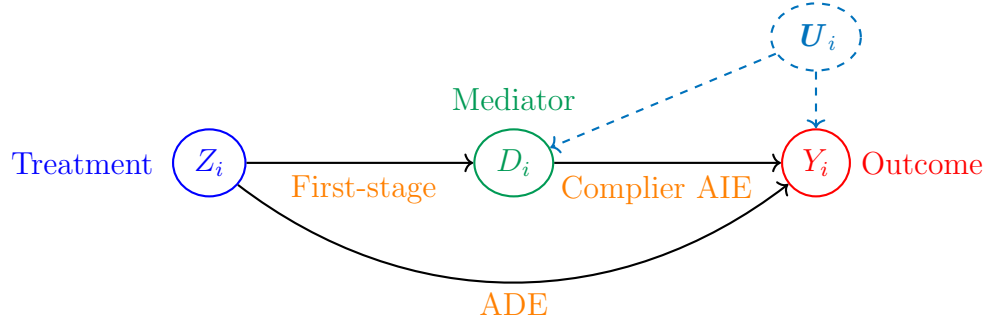 U_i
Mediator
Treatment Z_i D_i Y_i Outcome
First-stage Complier AIE
ADE